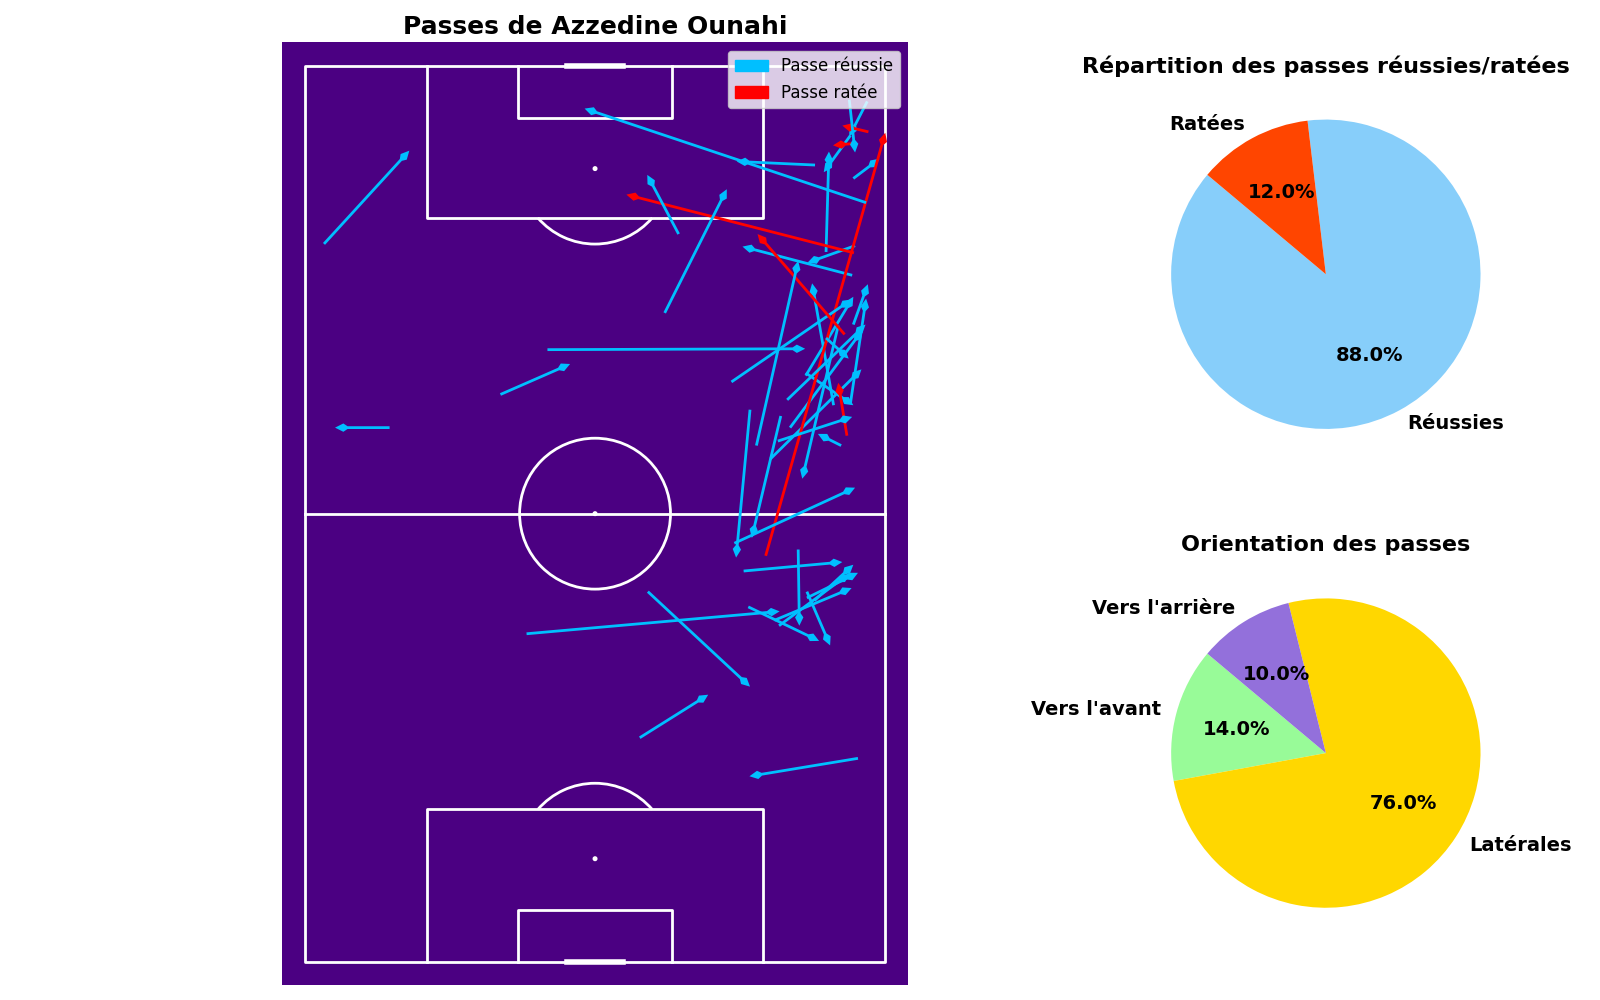 Passes de Azzedine Ounahi
Passe réussie
Passe ratée
Répartition des passes réussies/ratées
Ratées
12.0%
88.0%
Réussies
Orientation des passes
Vers l'arrière
10.0%
Vers l'avant
14.0%
76.0%
Latérales